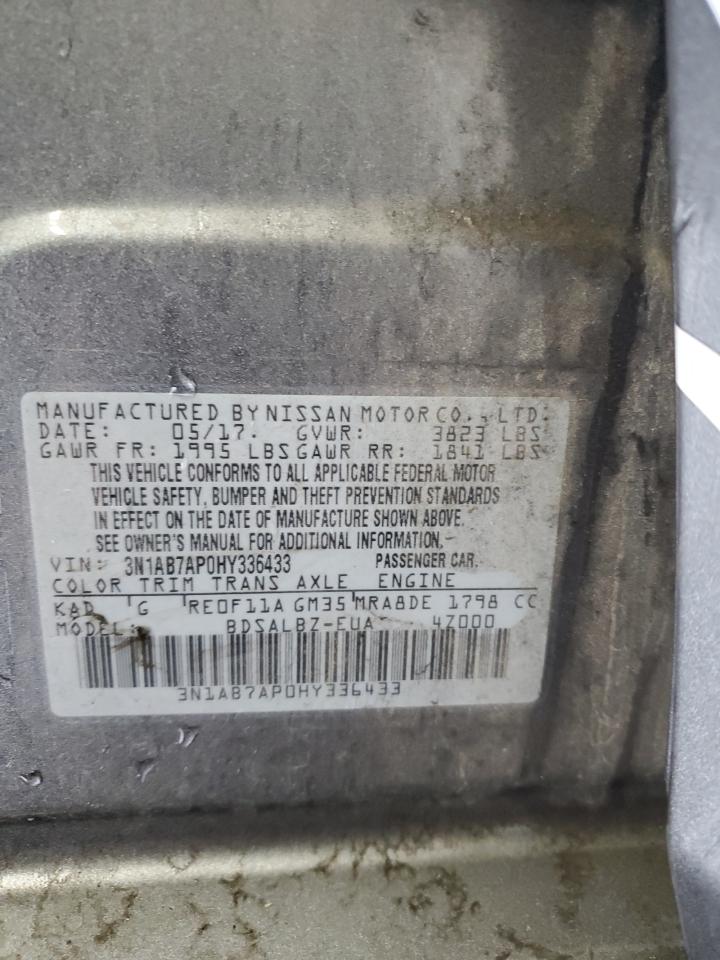 MANUFACTURED BY NISSAN MOTOR CO., LTD.
DATE: 05/17. GVWR: 3823 LBS
GAWR FR: 1995 LBS GAWR RR: 1841 LBS
THIS VEHICLE CONFORMS TO ALL APPLICABLE FEDERAL MOTOR
VEHICLE SAFETY, BUMPER AND THEFT PREVENTION STANDARDS
IN EFFECT ON THE DATE OF MANUFACTURE SHOWN ABOVE.
SEE OWNER'S MANUAL FOR ADDITIONAL INFORMATION.
VIN: 3N1AB7AP0HY336433 PASSENGER CAR
COLOR TRIM TRANS AXLE ENGINE
KAD G RE0F11A GM35 MRA8DE 1798 CC
MODEL: BDSALBZ-EUA 4Z000
3N1AB7AP0HY336433